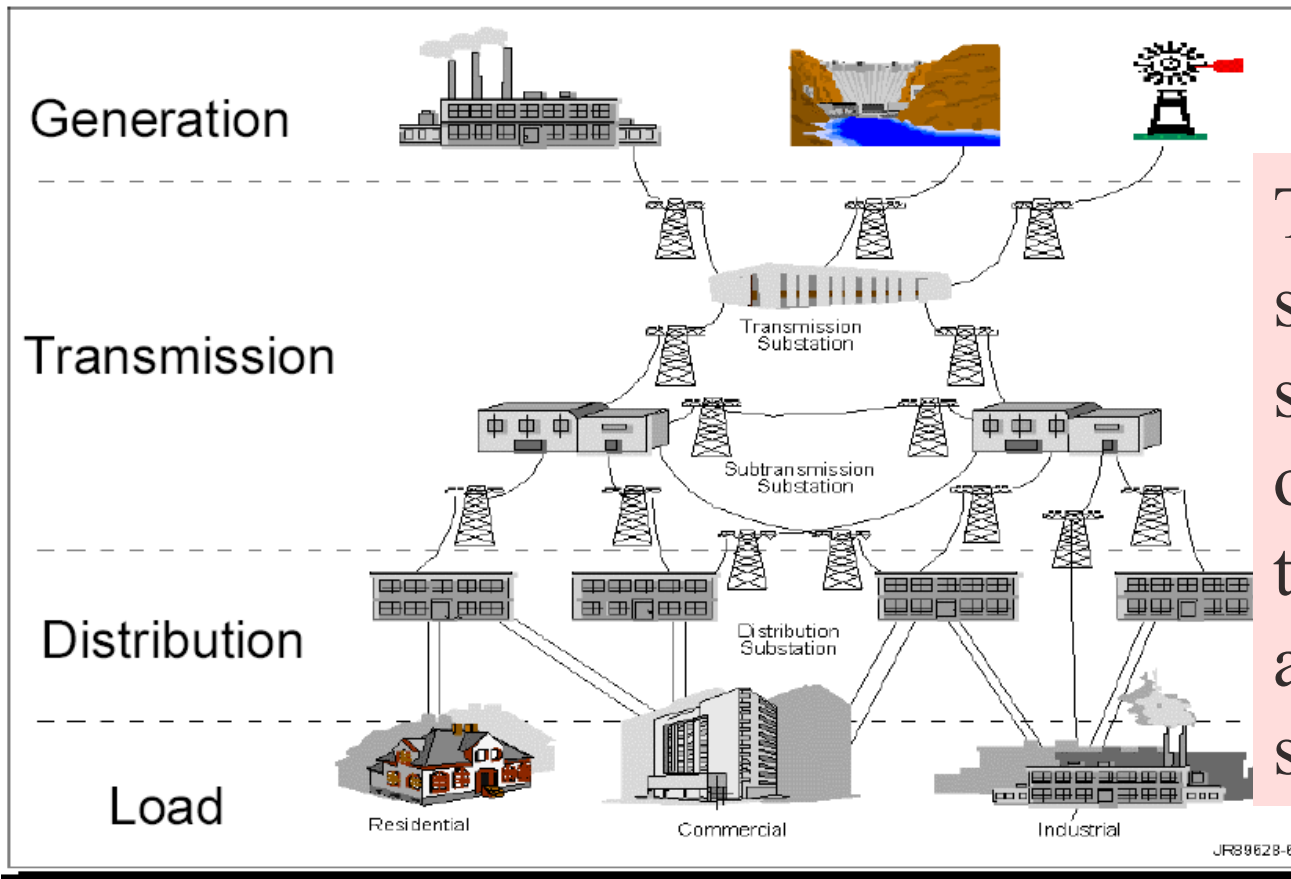 Generation
Transmission
Transmission
Substation
Subtransmission
Substation
Distribution
Distribution
Substation
Load
Residential
Commercial
Industrial